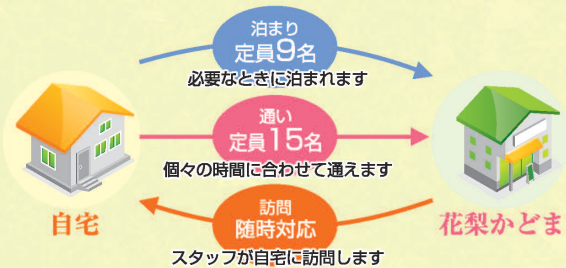 泊まり
定員9名
必要なときに泊まれます
通い
定員15名
個々の時間に合わせて通えます
自宅
花梨かどま
訪問
随時対応
スタッフが自宅に訪問します